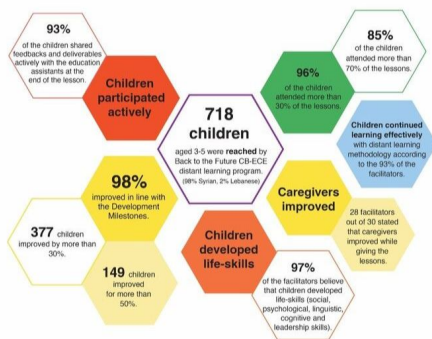 93%
of the children shared
feedbacks and deliverables
actively with the education
assistants at the
end of the lesson.
Children
participated
actively
718
children
aged 3-5 were reached by
Back to the Future CB-ECE
distant learning program.
(98% Syrian, 2% Lebanese)
96%
of the children
attended more than
30% of the lessons.
85%
of the children
attended more than
70% of the lessons.
Children continued
learning effectively
with distant learning
methodology according
to the 93% of the
facilitators.
98%
improved in line with
the Development
Milestones.
377 children
improved by more than
30%.
149 children
improved
for more than
50%.
Children
developed
life-skills
97%
of the facilitators believe
that children developed
life-skills (social,
psychological, linguistic,
cognitive and
leadership skills).
Caregivers
improved
28 facilitators
out of 30 stated that
caregivers
improved while
giving the
lessons.